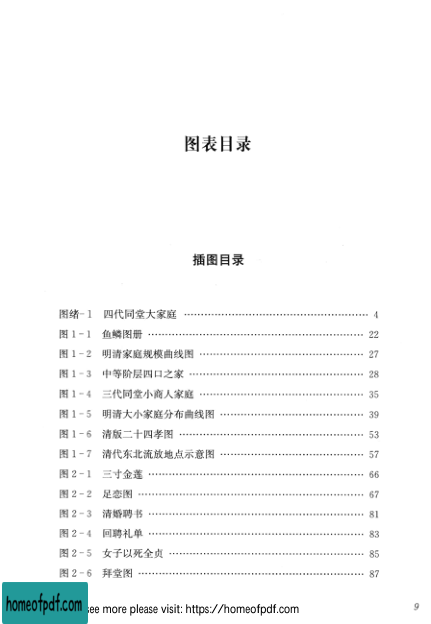 图表目录
插图目录
图绪-1 四代同堂大家庭 …… 4
图 1-1 鱼鳞图册 …… 22
图 1-2 明清家庭规模曲线图 …… 27
图 1-3 中等阶层四口之家 …… 28
图 1-4 三代同堂小商人家庭 …… 35
图 1-5 明清大小家庭分布曲线图 …… 39
图 1-6 清版二十四孝图 …… 53
图 1-7 清代东北流放地点示意图 …… 57
图 2-1 三寸金莲 …… 66
图 2-2 足恋图 …… 67
图 2-3 清婚聘书 …… 81
图 2-4 回聘礼单 …… 83
图 2-5 女子以死全贞 …… 85
图 2-6 拜堂图 …… 87
homeofpdf.com see more please visit: https://homeofpdf.com
9